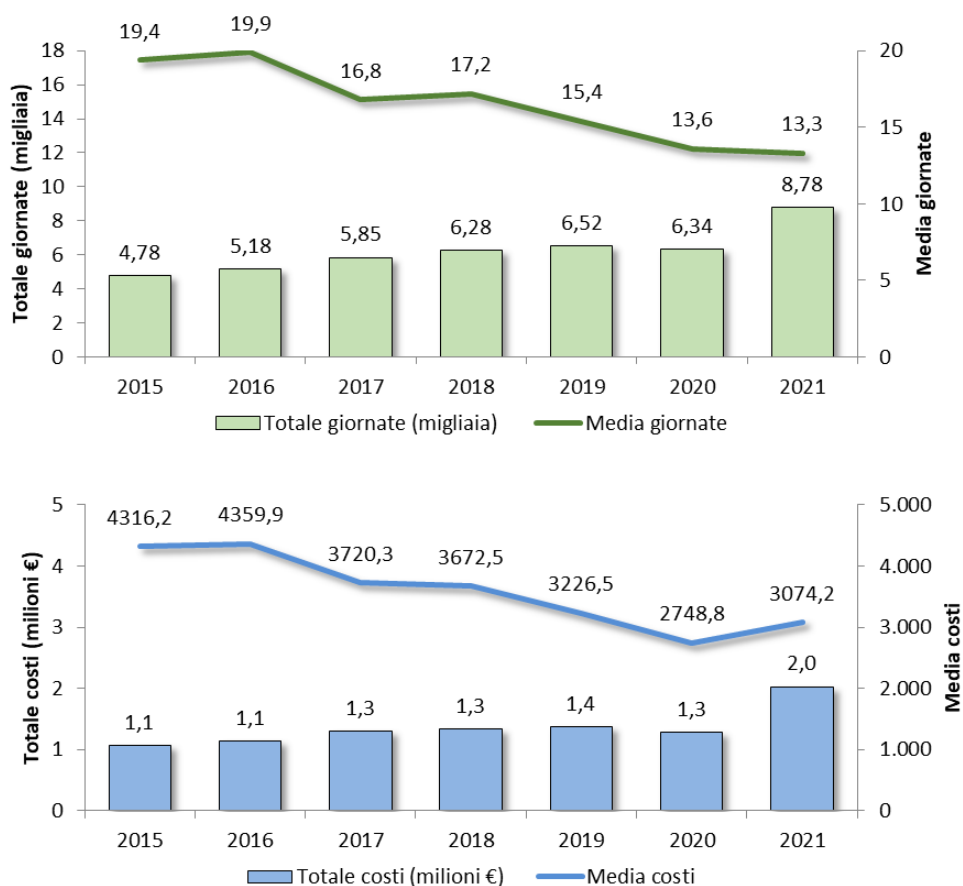 19,4 19,9 16,8 17,2 15,4 13,6 13,3
18 16 14 12 10 8 6 4 2 0
Totale giornate (migliaia)
4,78 5,18 5,85 6,28 6,52 6,34 8,78
20 15 10 5 0
Media giornate
2015 2016 2017 2018 2019 2020 2021
Totale giornate (migliaia) Media giornate
4316,2 4359,9 3720,3 3672,5 3226,5 2748,8 3074,2
5 4 3 2 1 0
Totale costi (milioni €)
1,1 1,1 1,3 1,3 1,4 1,3 2,0
5.000 4.000 3.000 2.000 1.000 0
Media costi
2015 2016 2017 2018 2019 2020 2021
Totale costi (milioni €) Media costi